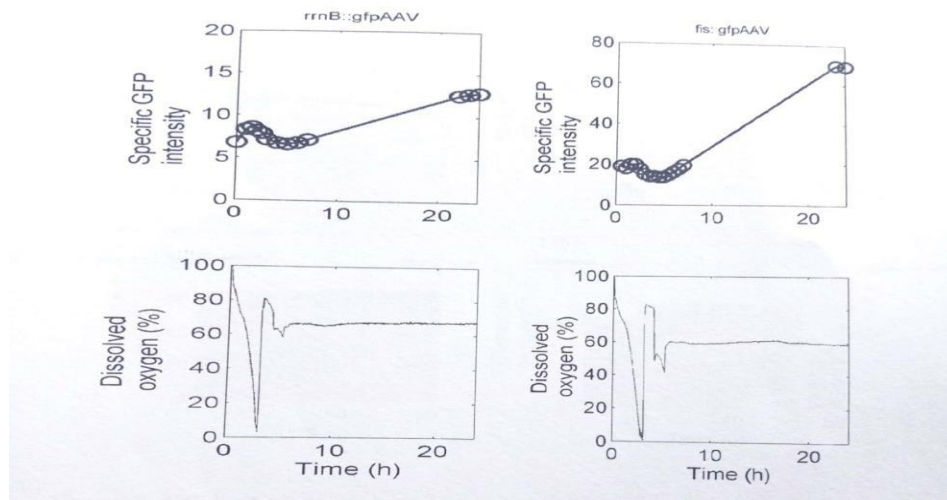 rrnB::gfpAAV
20
15
10
5
0
Specific GFP
intensity
0 10 20
fis: gfpAAV
80
60
40
20
0
Specific GFP
intensity
0 10 20
100
80
60
40
20
0
Dissolved
oxygen (%)
0 10 20
Time (h)
100
80
60
40
20
0
Dissolved
oxygen (%)
0 10 20
Time (h)